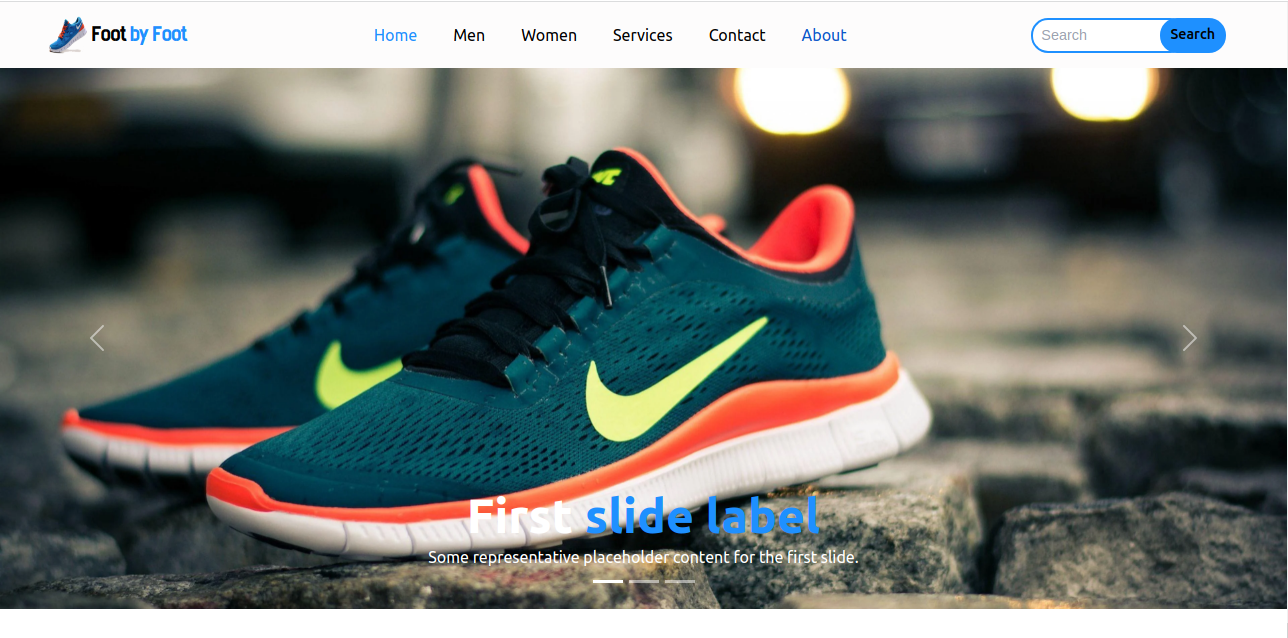 Foot by Foot
Home Men Women Services Contact About
Search Search
First slide label
Some representative placeholder content for the first slide.